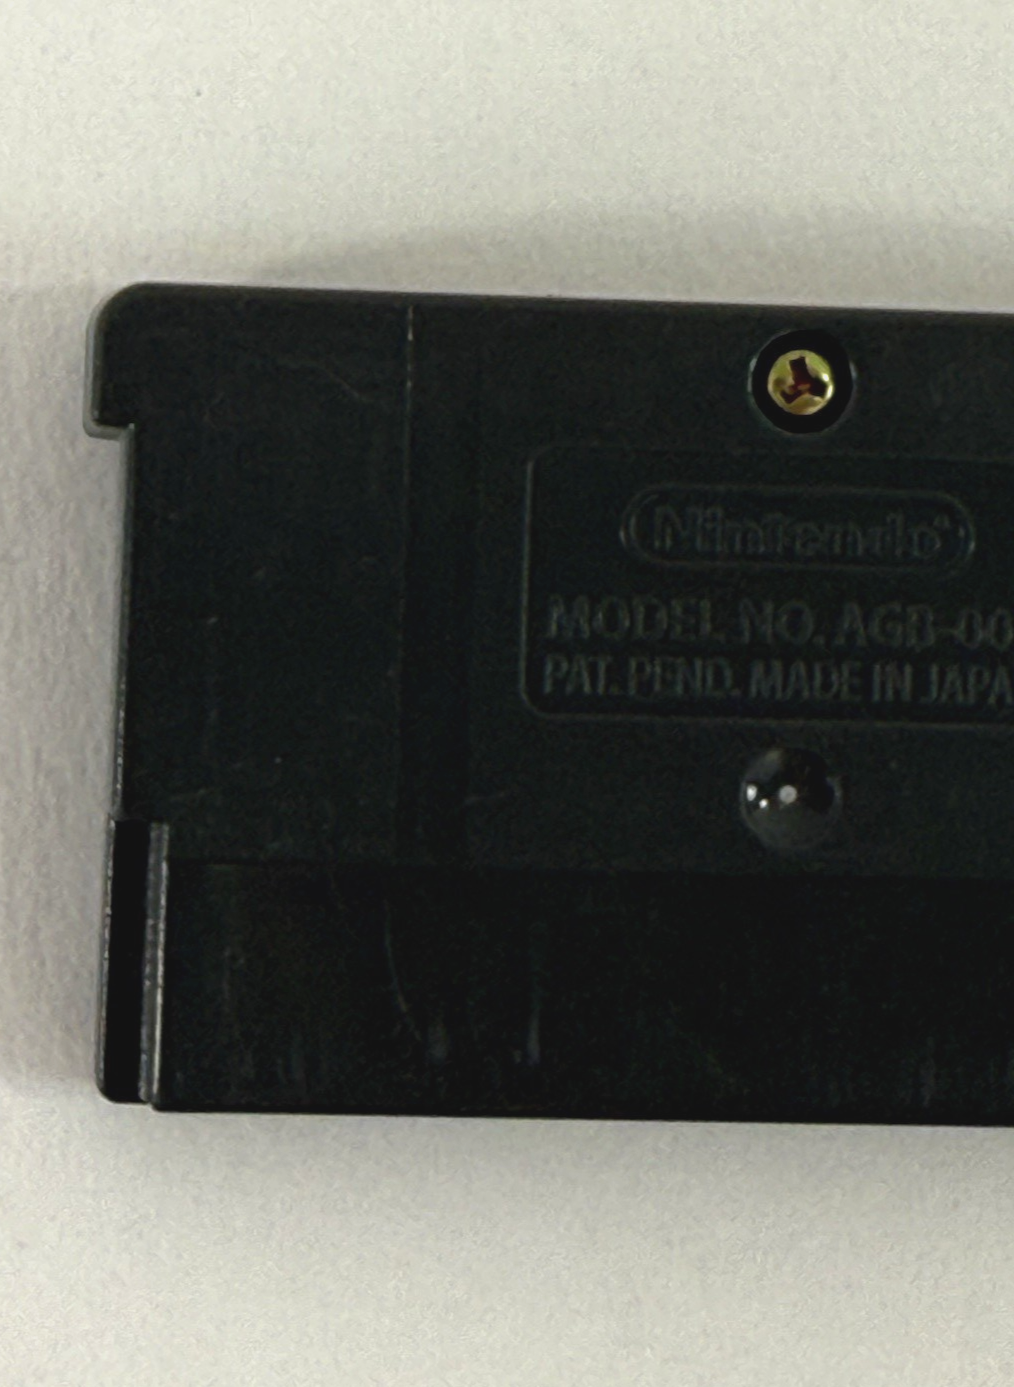 Nintendo®
MODEL NO. AGB-00
PAT. PEND. MADE IN JAPA